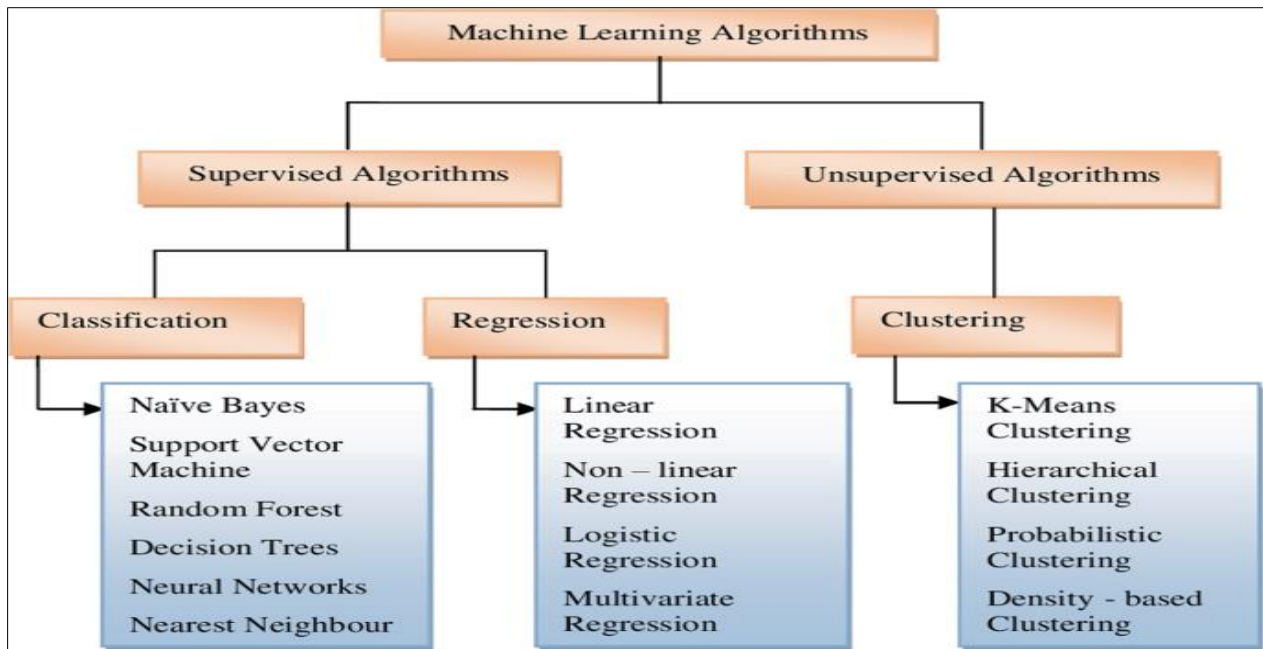 Machine Learning Algorithms
Supervised Algorithms
Unsupervised Algorithms
Classification
Regression
Clustering
Naïve Bayes
Support Vector
Machine
Random Forest
Decision Trees
Neural Networks
Nearest Neighbour
Linear
Regression
Non – linear
Regression
Logistic
Regression
Multivariate
Regression
K-Means
Clustering
Hierarchical
Clustering
Probabilistic
Clustering
Density - based
Clustering